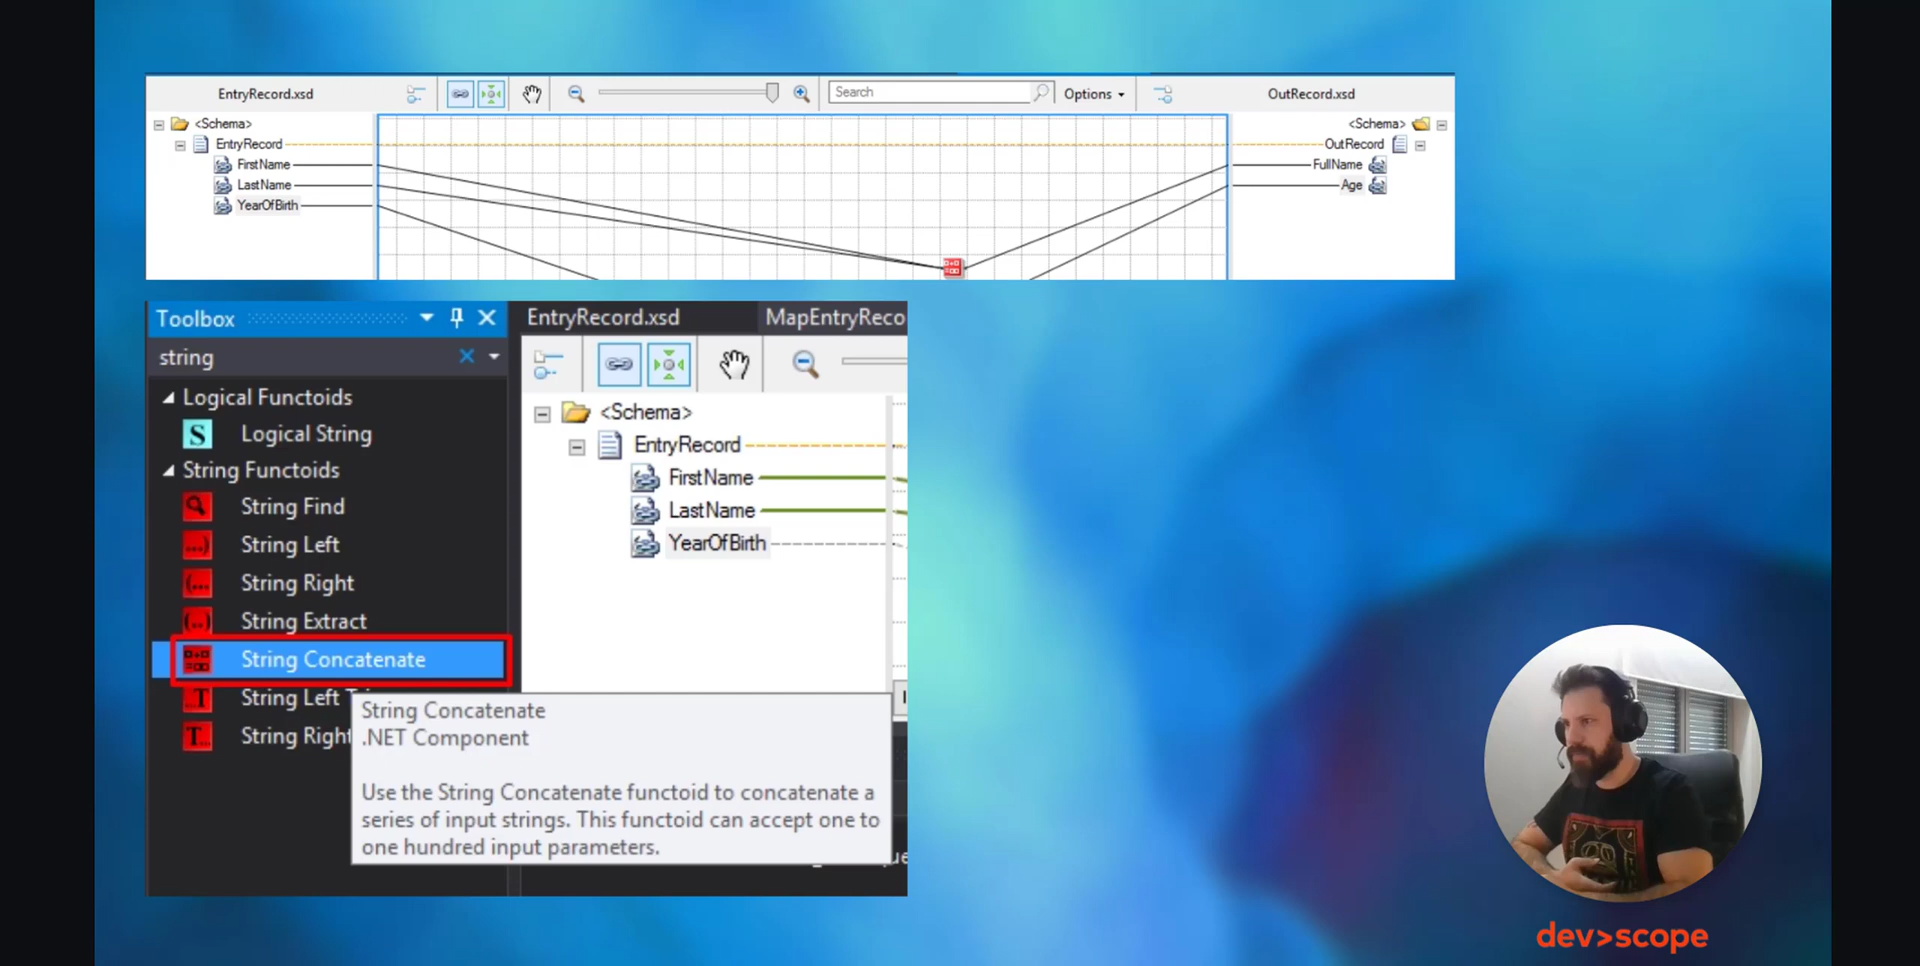 EntryRecord.xsd
Search
Options
OutRecord.xsd
<Schema>
EntryRecord
FirstName
LastName
YearOfBirth
<Schema>
OutRecord
FullName
Age
Toolbox
string
Logical Functoids
S Logical String
String Functoids
String Find
String Left
String Right
String Extract
String Concatenate
String Left
String Right
String Concatenate
.NET Component
Use the String Concatenate functoid to concatenate a
series of input strings. This functoid can accept one to
one hundred input parameters.
EntryRecord.xsd
MapEntryReco
<Schema>
EntryRecord
FirstName
LastName
YearOfBirth
dev>scope